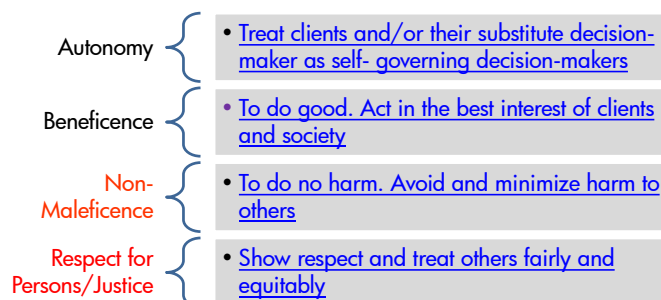 Autonomy
• Treat clients and/or their substitute decision-
maker as self- governing decision-makers
Beneficence
• To do good. Act in the best interest of clients
and society
Non-
Maleficence
• To do no harm. Avoid and minimize harm to
others
Respect for
Persons/Justice
• Show respect and treat others fairly and
equitably